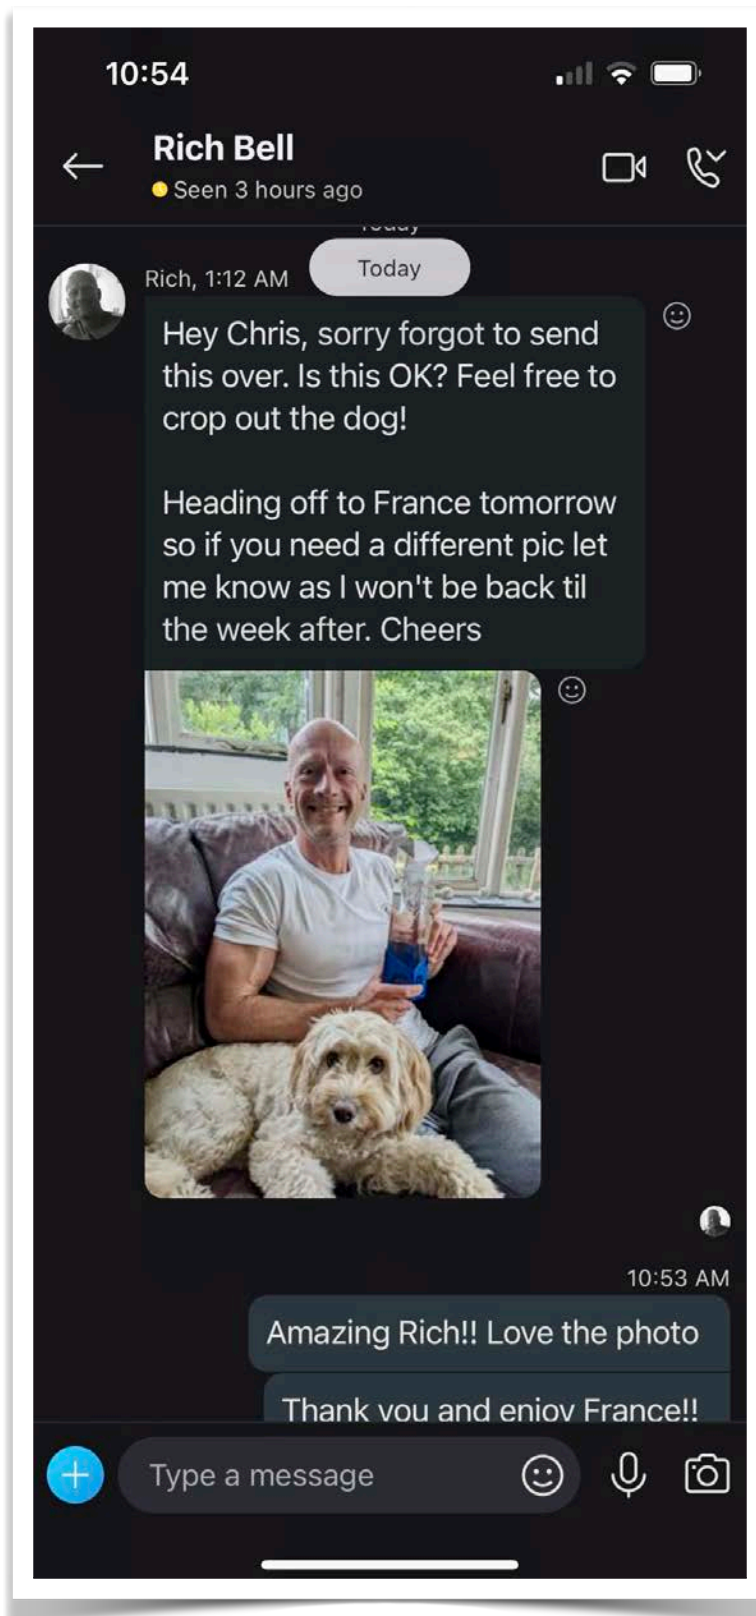 10:54
Rich Bell
Seen 3 hours ago
Today
Today
Rich, 1:12 AM
Hey Chris, sorry forgot to send
this over. Is this OK? Feel free to
crop out the dog!
Heading off to France tomorrow
so if you need a different pic let
me know as I won't be back til
the week after. Cheers
10:53 AM
Amazing Rich!! Love the photo
Thank you and enjoy France!!
Type a message